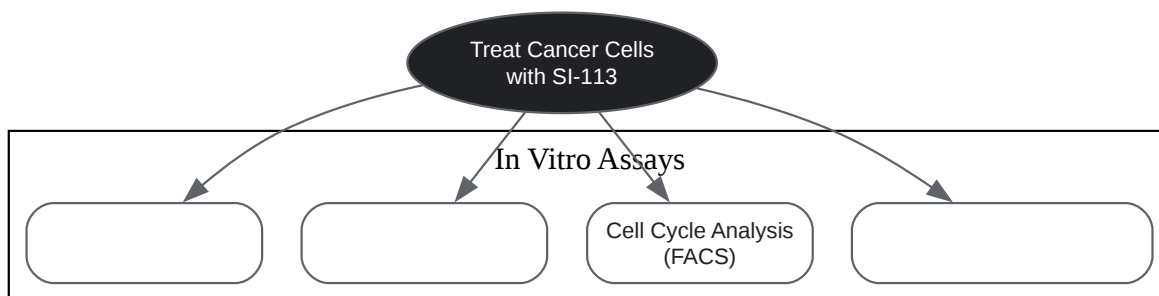 Treat Cancer Cells
with SI-113
In Vitro Assays
Cell Cycle Analysis
(FACS)